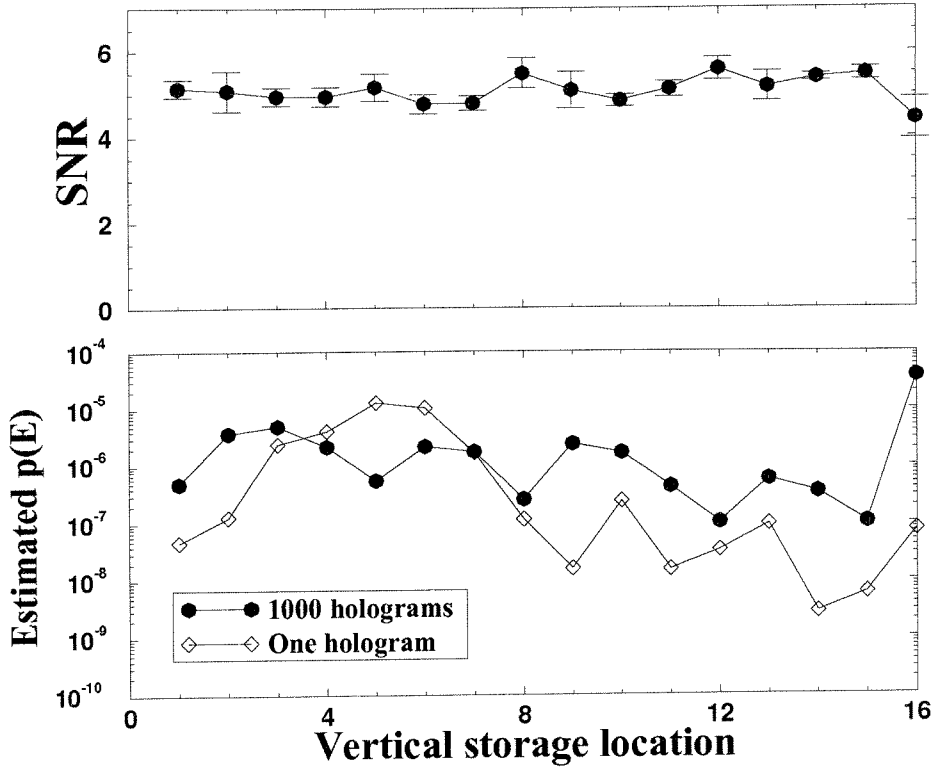 6
4
2
0
SNR
10-4
10-5
10-6
10-7
10-8
10-9
10-10
Estimated p(E)
1000 holograms
One hologram
0 4 8 12 16
Vertical storage location